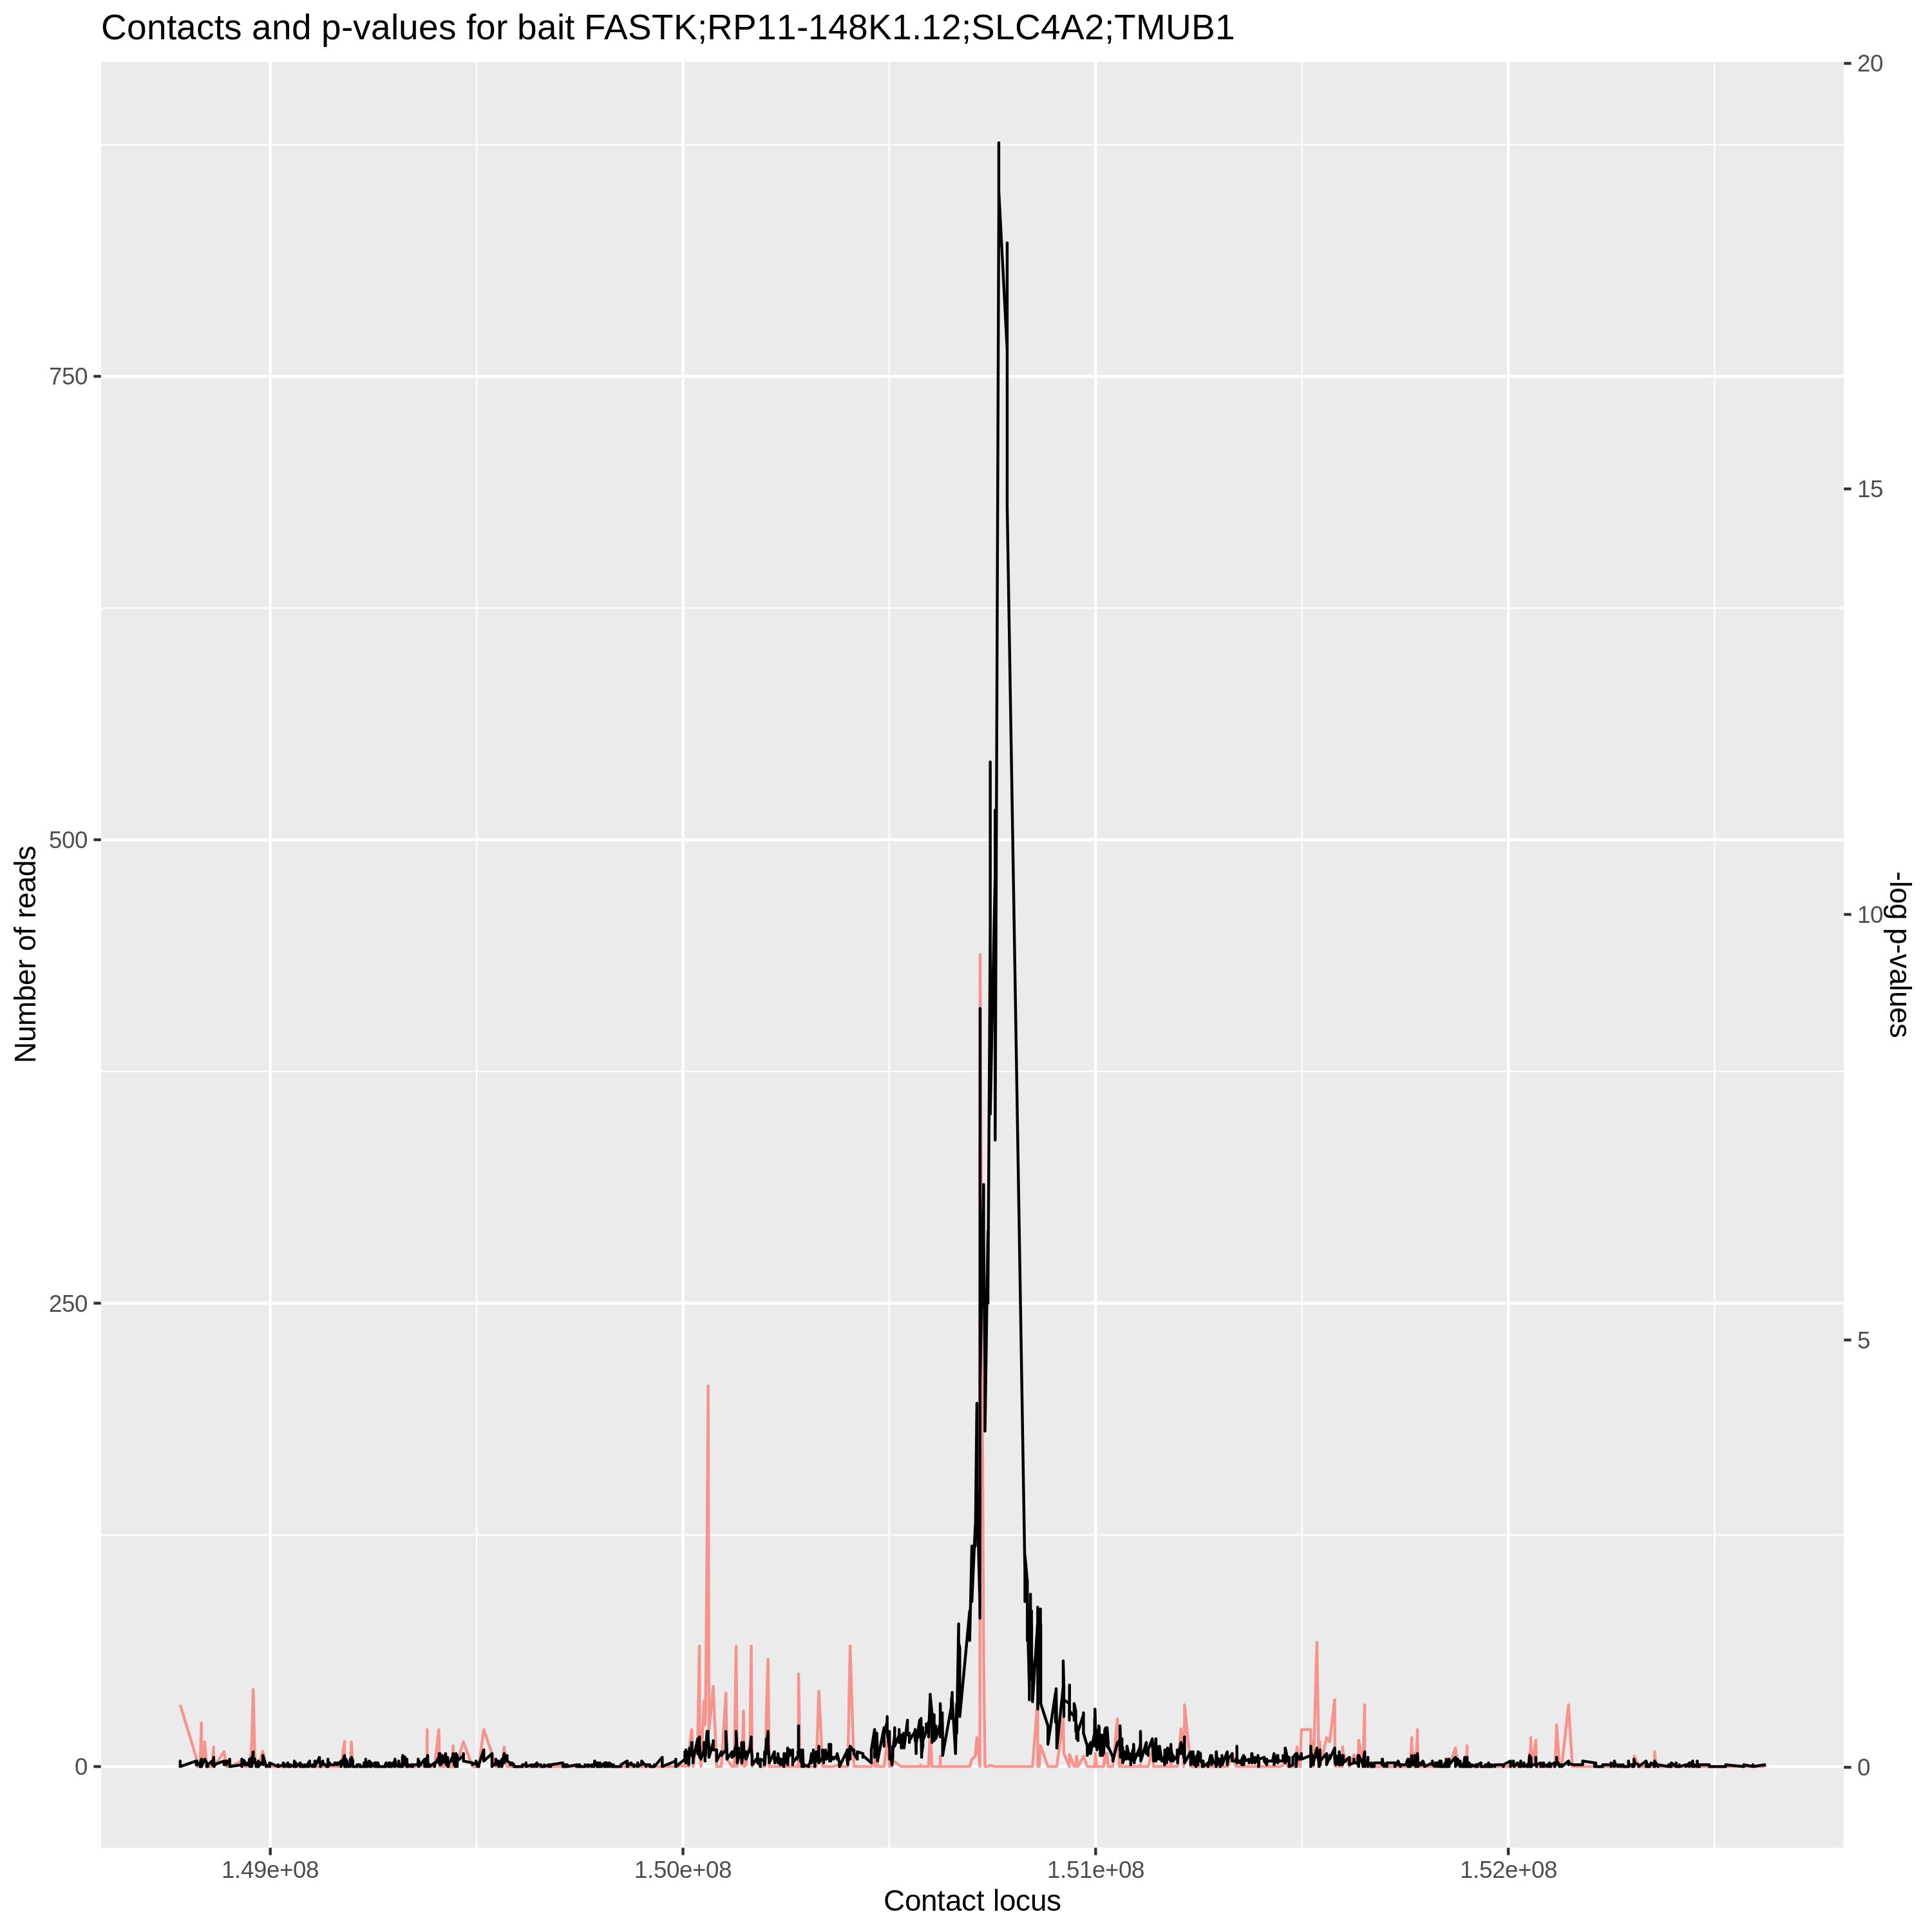 Contacts and p-values for bait FASTK;RP11-148K1.12;SLC4A2;TMUB1
20
15
10
5
0
-log p-values
750
500
250
0
Number of reads
1.49e+08
1.50e+08
1.51e+08
1.52e+08
Contact locus